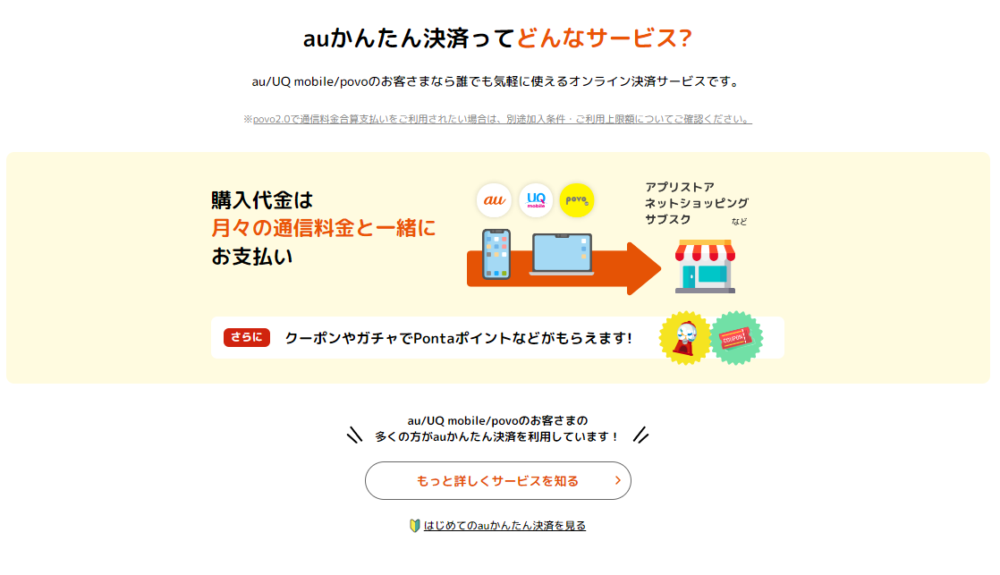 auかんたん決済ってどんなサービス?
au/UQ mobile/povoのお客さまなら誰でも気軽に使えるオンライン決済サービスです。
※povo2.0で通信料金合算支払いをご利用されたい場合は、別途加入条件・ご利用上限額についてご確認ください。
購入代金は
月々の通信料金と一緒に
お支払い
au
UQ
mobile
povo
アプリストア
ネットショッピング
サブスク
など
さらに
クーポンやガチャでPontaポイントなどがもらえます!
COUPON
au/UQ mobile/povoのお客さまの
多くの方がauかんたん決済を利用しています!
もっと詳しくサービスを知る
はじめてのauかんたん決済を見る